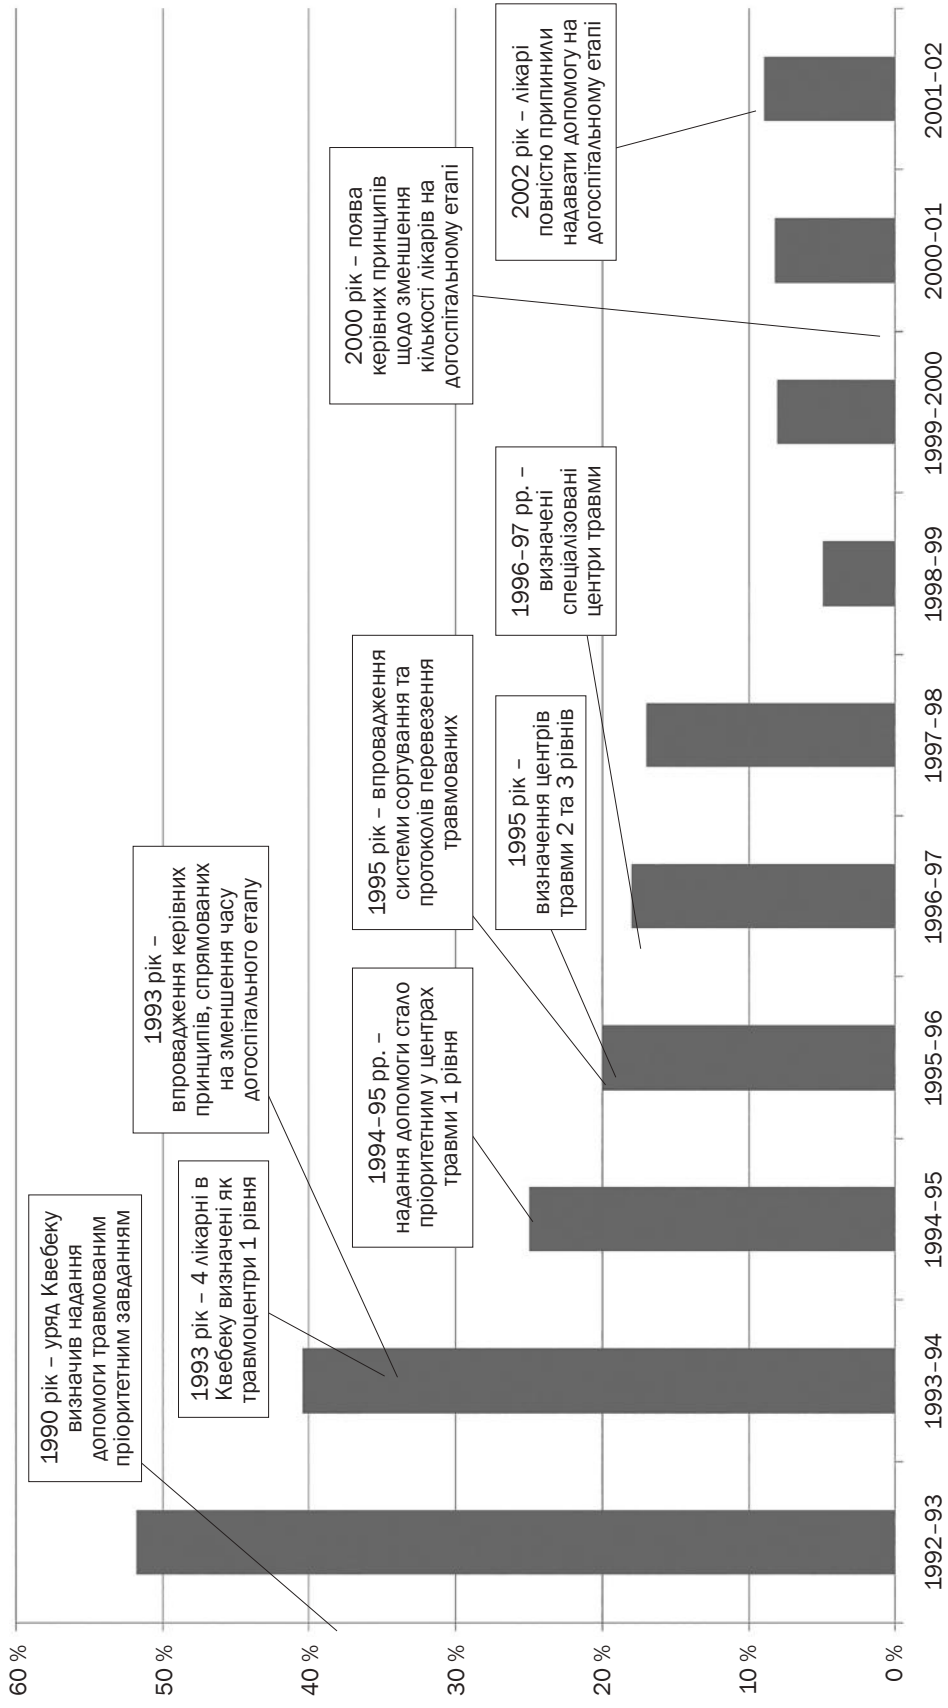 60 %
50 %
40 %
30 %
20 %
10 %
0 %
1990 рік – уряд Квебеку
визначив надання
допомоги травмованим
пріоритетним завданням
1993 рік – 4 лікарні в
Квебеку визначені як
травмоцентри 1 рівня
1993 рік –
впровадження керівних
принципів, спрямованих
на зменшення часу
догоспітального етапу
1994–95 рр. –
надання допомоги стало
пріоритетним у центрах
травми 1 рівня
1995 рік – впровадження
системи сортування та
протоколів перевезення
травмованих
1995 рік –
визначення центрів
травми 2 та 3 рівнів
1996–97 рр. –
визначені
спеціалізовані
центри травми
2000 рік – поява
керівних принципів
щодо зменшення
кількості лікарів на
догоспітальному етапі
2002 рік – лікарі
повністю припинили
надавати допомогу на
догоспітальному етапі
1992–93
1993–94
1994–95
1995–96
1996–97
1997–98
1998–99
1999–2000
2000–01
2001–02